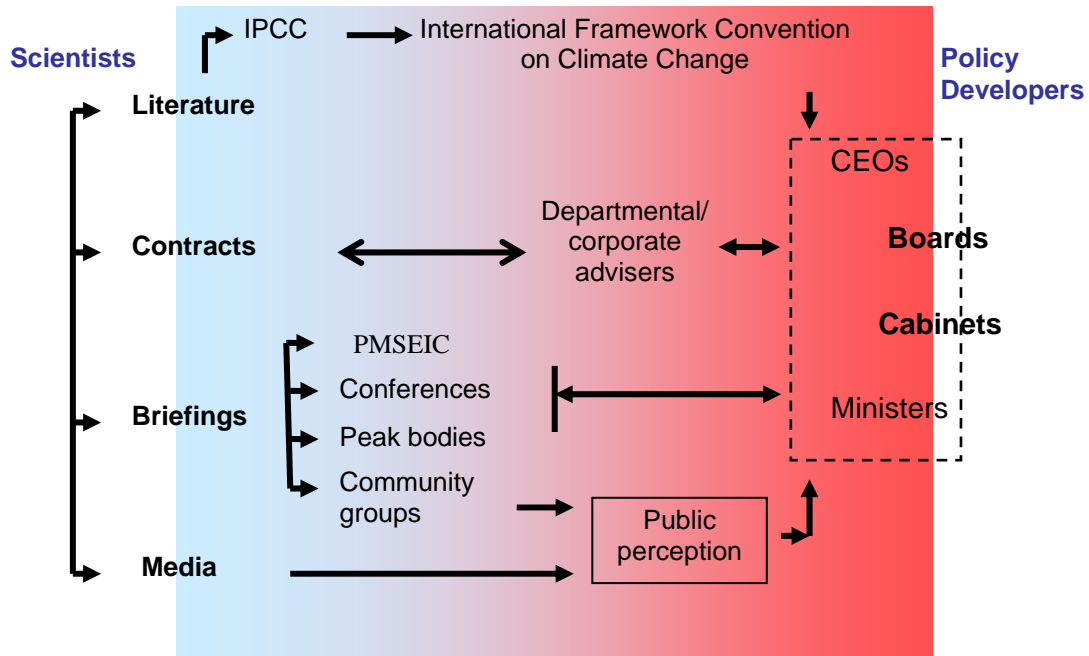 IPCC
International Framework Convention
on Climate Change
Scientists
Policy
Developers
Literature
CEOs
Contracts
Departmental/
corporate
advisers
Boards
Cabinets
PMSEIC
Conferences
Briefings
Peak bodies
Ministers
Community
groups
Public
perception
Media